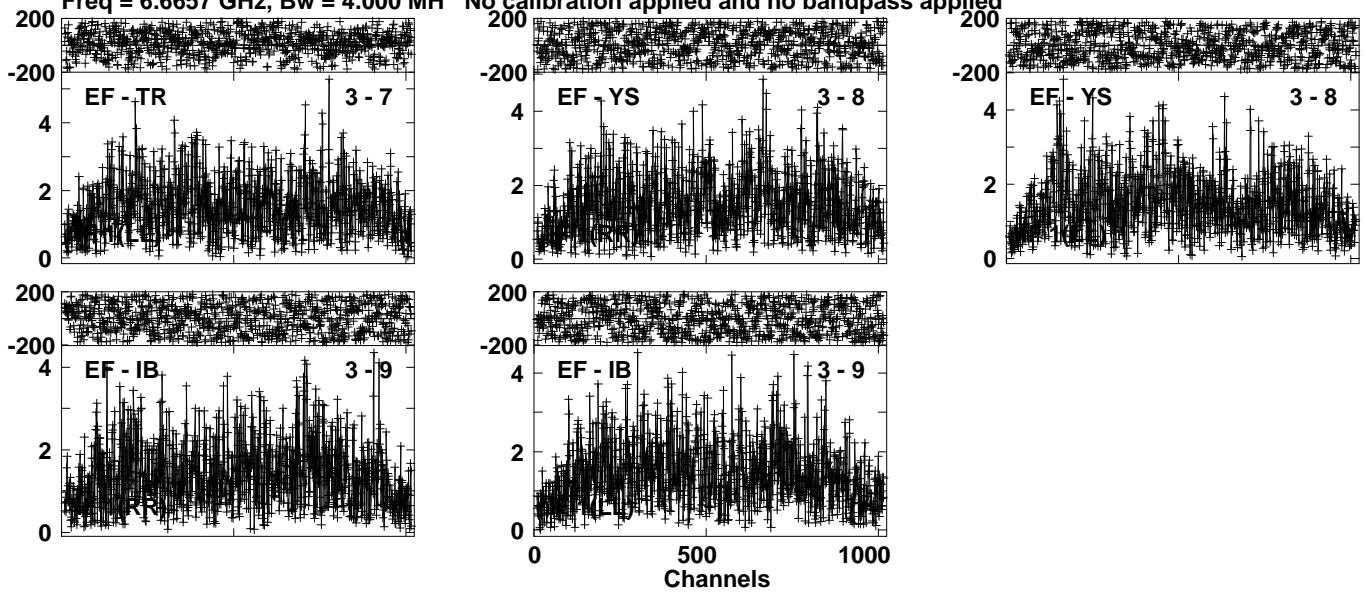 Freq = 6.6657 GHz, Bw = 4.000 MH No calibration applied and no bandpass applied
200
-200
EF - TR 3 - 7
4
2
0
200
-200
EF - YS 3 - 8
4
2
(RR)
0
200
-200
EF - YS 3 - 8
4
2
0
200
-200
EF - IB 3 - 9
4
2
(RR)
0
200
-200
EF - IB 3 - 9
4
2
(LL)
0
0 500 1000
Channels